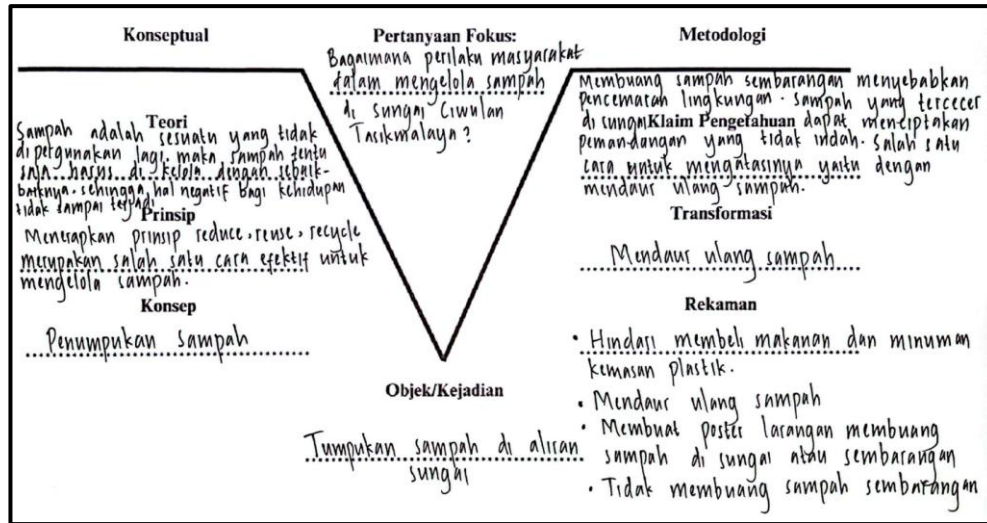 Konseptual
Teori
Sampah adalah sesuatu yang tidak
dipergunakan lagi. maka sampah tentu
saja harus di kelola dengan sebaik-
baiknya. sehingga, hal negatif bagi kehidupan
tidak sampai terjadi
Prinsip
Menerapkan prinsip reduce, reuse, recycle
merupakan salah satu cara efektif untuk
mengelola sampah.
Konsep
Penumpukan sampah
Pertanyaan Fokus:
Bagaimana perilaku masyarakat
dalam mengelola sampah
di sungai Ciwulan
Tasikmalaya?
Objek/Kejadian
Tumpukan sampah di aliran
sungai
Metodologi
Membuang sampah sembarangan menyebabkan
pencemaran lingkungan. Sampah yang tercecer
di sungai Klaim Pengetahuan dapat menciptakan
pemandangan yang tidak indah. Salah satu
cara untuk mengatasinya yaitu dengan
mendaur ulang sampah.
Transformasi
Mendaur ulang sampah
Rekaman
• Hindari membeli makanan dan minuman
kemasan plastik.
• Mendaur ulang sampah
• Membuat poster larangan membuang
sampah di sungai atau sembarangan
• Tidak membuang sampah sembarangan